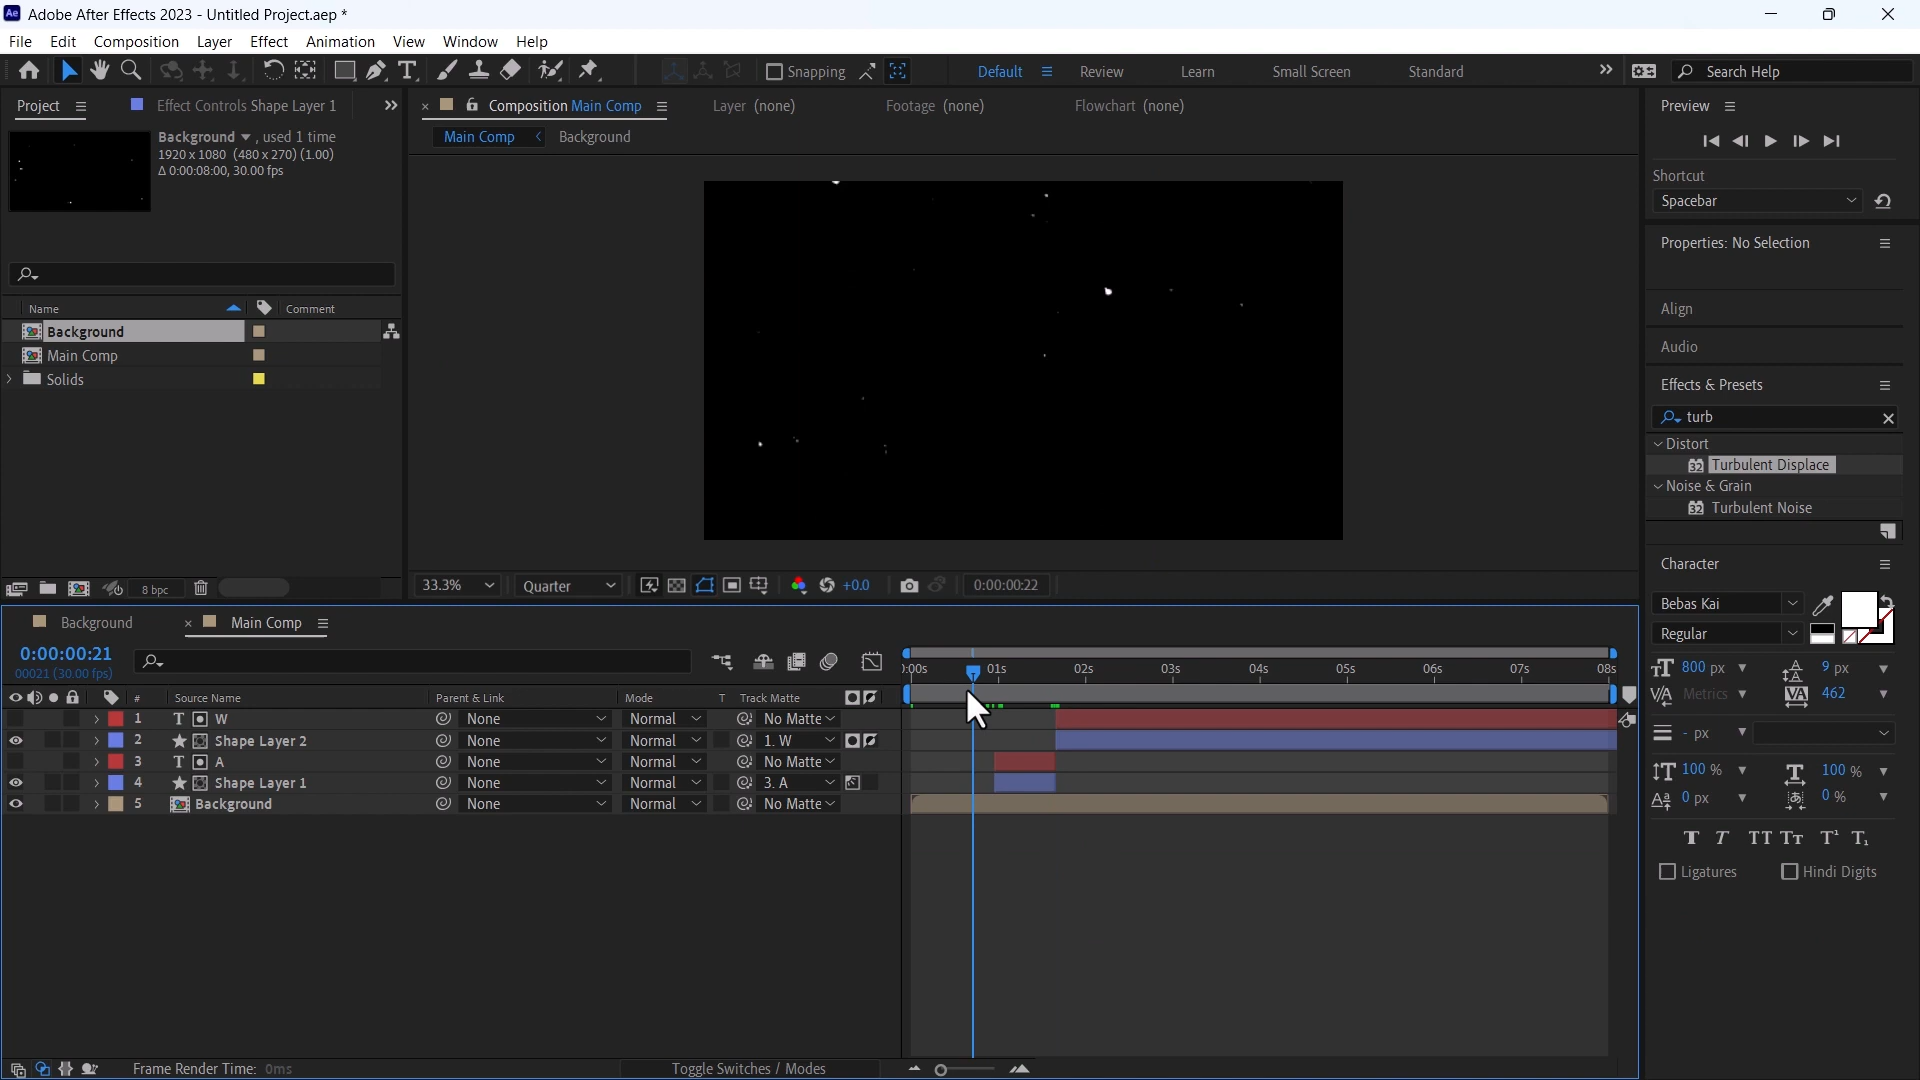 Ae Adobe After Effects 2023 - Untitled Project.aep *
File Edit Composition Layer Effect Animation View Window Help
Snapping Default Review Learn Small Screen Standard Search Help
Project Effect Controls Shape Layer 1
Composition Main Comp Layer (none) Footage (none) Flowchart (none)
Main Comp Background
Background , used 1 time
1920 x 1080 (480 x 270) (1.00)
Δ 0:00:08:00, 30.00 fps
Name Comment
Background
Main Comp
Solids
8 bpc
33.3% Quarter +0.0 0:00:00:22
Preview
Shortcut
Spacebar
Properties: No Selection
Align
Audio
Effects & Presets
turb
Distort
32 Turbulent Displace
Noise & Grain
32 Turbulent Noise
Character
Bebas Kai
Regular
800 px 9 px
Metrics 462
- px
100 % 100 %
0 px 0 %
T T TT Tт T¹ T₁
Ligatures Hindi Digits
Background Main Comp
0:00:00:21
00021 (30.00 fps)
):00s 01s 02s 03s 04s 05s 06s 07s 08s
# Source Name Parent & Link Mode T Track Matte
1 T W None Normal No Matte
2 Shape Layer 2 None Normal 1. W
3 T A None Normal No Matte
4 Shape Layer 1 None Normal 3. A
5 Background None Normal No Matte
Frame Render Time: 0ms Toggle Switches / Modes